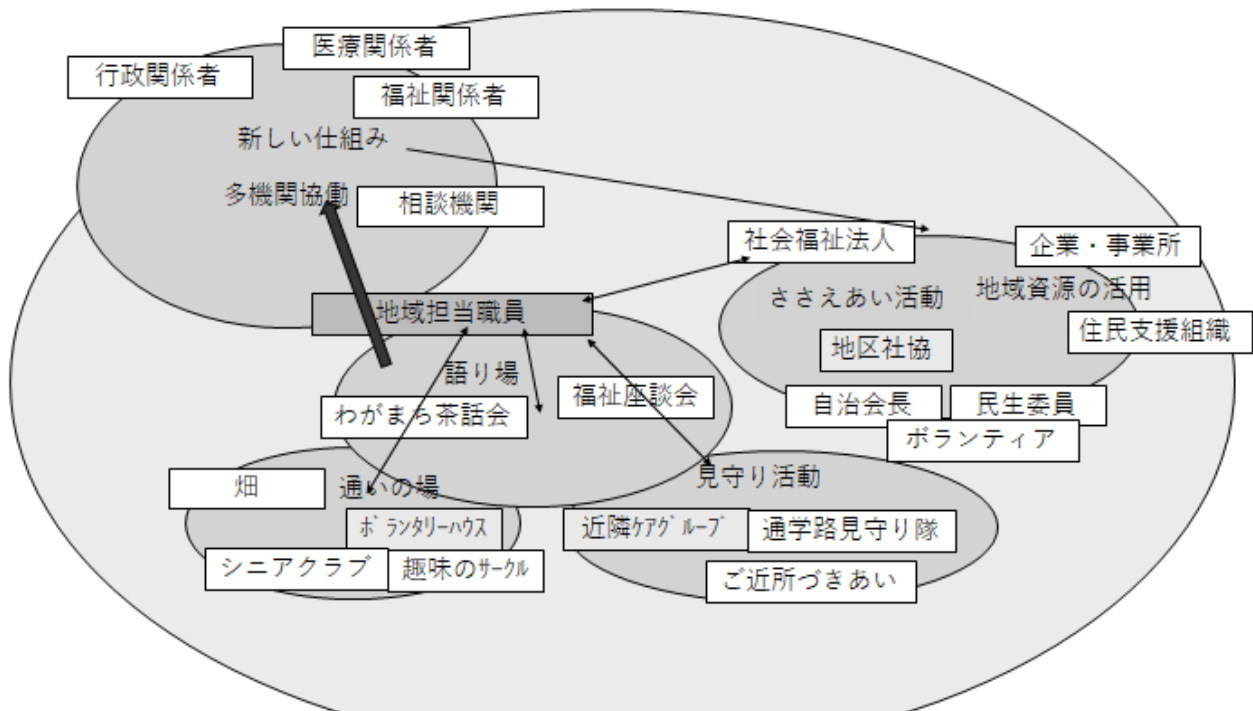 医療関係者
行政関係者
福祉関係者
新しい仕組み
多機関協働
相談機関
社会福祉法人
企業・事業所
ささえあい活動
地域資源の活用
地域担当職員
住民支援組織
地区社協
語り場
福祉座談会
わがまち茶話会
自治会長
民生委員
ボランティア
畑
通いの場
見守り活動
ﾎﾞﾗﾝﾀﾘｰﾊｳｽ
近隣ｹｱｸﾞﾙｰﾌﾟ
通学路見守り隊
シニアクラブ
趣味のｻｰｸﾙ
ご近所づきあい